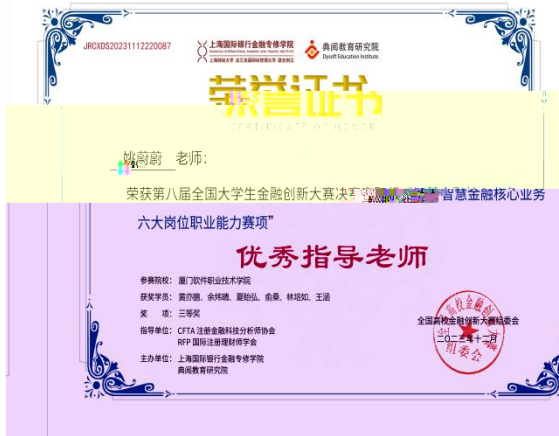 JRCXDS20231112220087
上海国际银行金融专修学院
典阅教育研究院
Dysoft Education Institute
荣誉证书
CERTIFICATE OF HONOR
姚蔚蔚 老师：
荣获第八届全国大学生金融创新大赛决赛 智慧金融核心业务
六大岗位职业能力赛项”
优秀指导老师
参赛院校： 厦门软件职业技术学院
获奖学员： 黄亦鹏、余炜晴、夏贻弘、俞桑、林培如、王涵
奖 项： 三等奖
指导单位： CFTA 注册金融科技分析师协会
RFP 国际注册理财师学会
主办单位： 上海国际银行金融专修学院
典阅教育研究院
全国高校金融创新大赛组委会
二〇二三年十二月